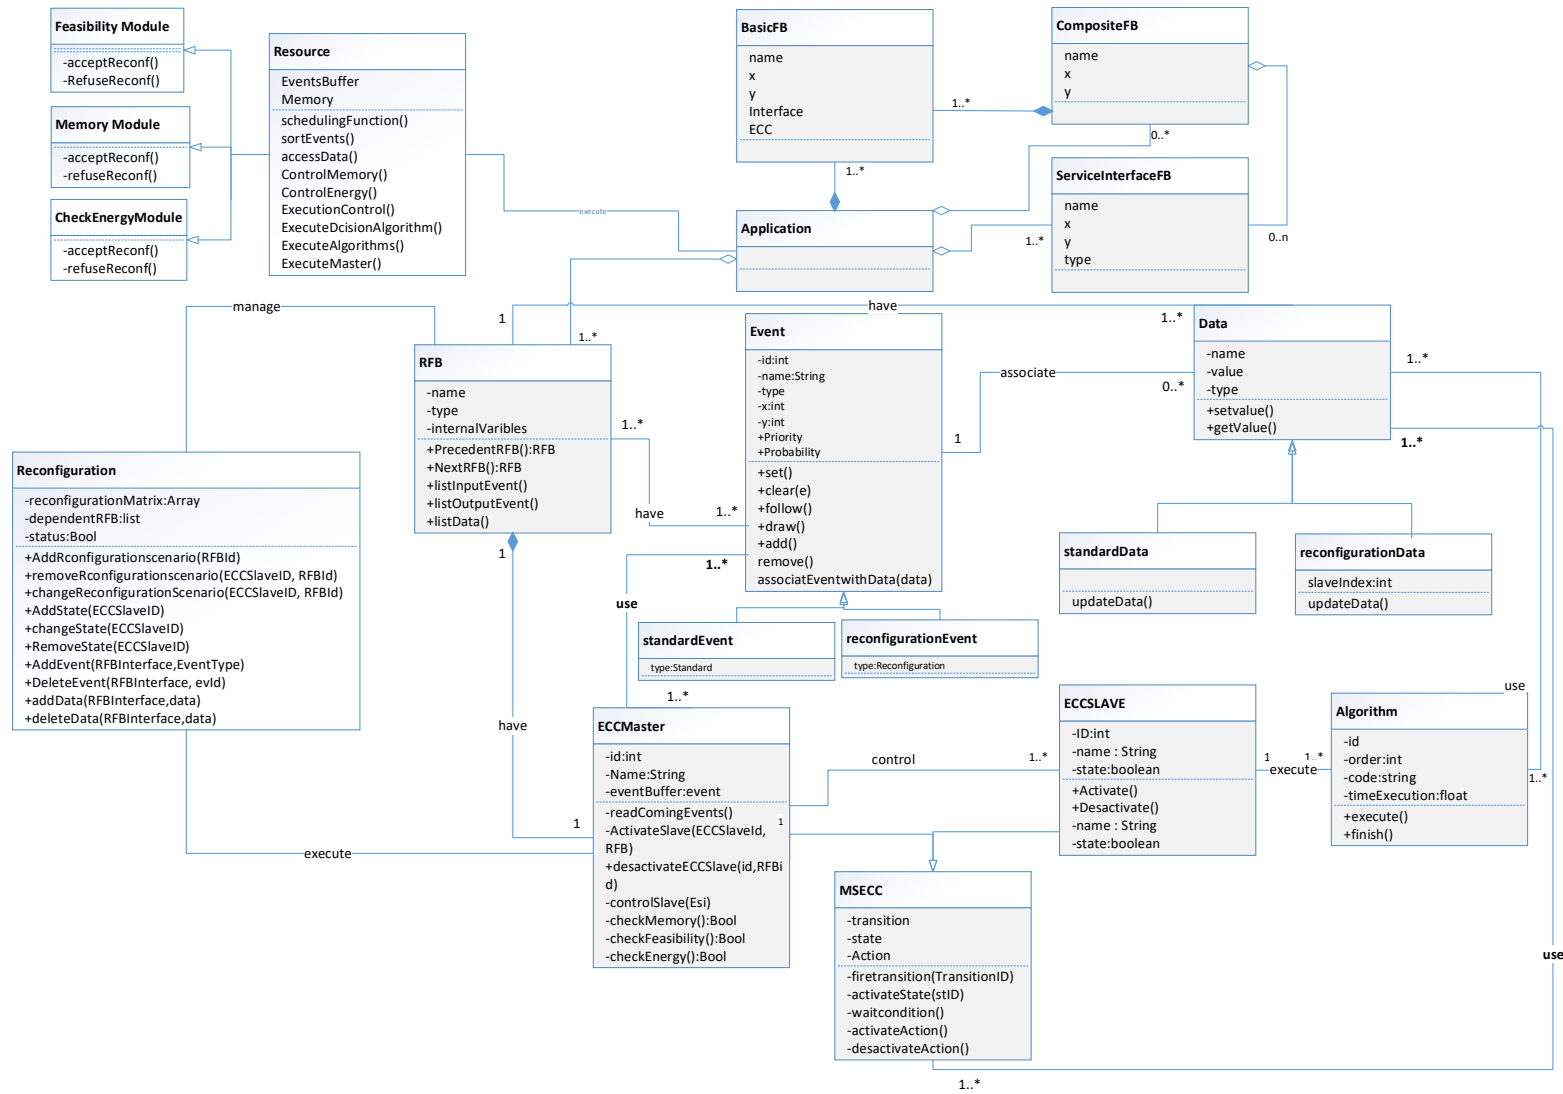 Feasibility Module
-acceptReconf()
-RefuseReconf()
Memory Module
-acceptReconf()
-refuseReconf()
CheckEnergyModule
-acceptReconf()
-refuseReconf()
Resource
EventsBuffer
Memory
schedulingFunction()
sortEvents()
accessData()
ControlMemory()
ControlEnergy()
ExecutionControl()
ExecuteDcisionAlgorithm()
ExecuteAlgorithms()
ExecuteMaster()
execute
BasicFB
name
x
y
Interface
ECC
1..*
1..*
CompositeFB
name
x
y
0..*
ServiceInterfaceFB
name
x
y
type
1..*
0..n
Application
manage
1
have
1..*
1..*
RFB
-name
-type
-internalVaribles
+PrecedentRFB():RFB
+NextRFB():RFB
+listInputEvent()
+listOutputEvent()
+listData()
1..*
have
1..*
1
Event
-id:int
-name:String
-type
-x:int
-y:int
+Priority
+Probability
+set()
+clear(e)
+follow()
+draw()
+add()
remove()
associatEventwithData(data)
1
associate
0..*
Data
-name
-value
-type
+setvalue()
+getValue()
1..*
1..*
standardData
updateData()
reconfigurationData
slaveIndex:int
updateData()
Reconfiguration
-reconfigurationMatrix:Array
-dependentRFB:list
-status:Bool
+AddRconfigurationscenario(RFBId)
+removeRconfigurationscenario(ECCSlaveID, RFBId)
+changeReconfigurationScenario(ECCSlaveID, RFBId)
+AddState(ECCSlaveID)
+changeState(ECCSlaveID)
+RemoveState(ECCSlaveID)
+AddEvent(RFBInterface,EventType)
+DeleteEvent(RFBInterface, evId)
+addData(RFBInterface,data)
+deleteData(RFBInterface,data)
1..*
use
1..*
standardEvent
type:Standard
reconfigurationEvent
type:Reconfiguration
have
1
execute
ECCMaster
-id:int
-Name:String
-eventBuffer:event
-readComingEvents()
-ActivateSlave(ECCSlaveId,
RFB)
+desactivateECCSlave(id,RFBi
d)
-controlSlave(Esi)
-checkMemory():Bool
-checkFeasibility():Bool
-checkEnergy():Bool
1
control
1..*
ECCSLAVE
-ID:int
-name : String
-state:boolean
+Activate()
+Desactivate()
-name : String
-state:boolean
1
1..*
execute
Algorithm
-id
-order:int
-code:string
-timeExecution:float
+execute()
+finish()
use
1..*
MSECC
-transition
-state
-Action
-firetransition(TransitionID)
-activateState(stID)
-waitcondition()
-activateAction()
-desactivateAction()
use
1..*